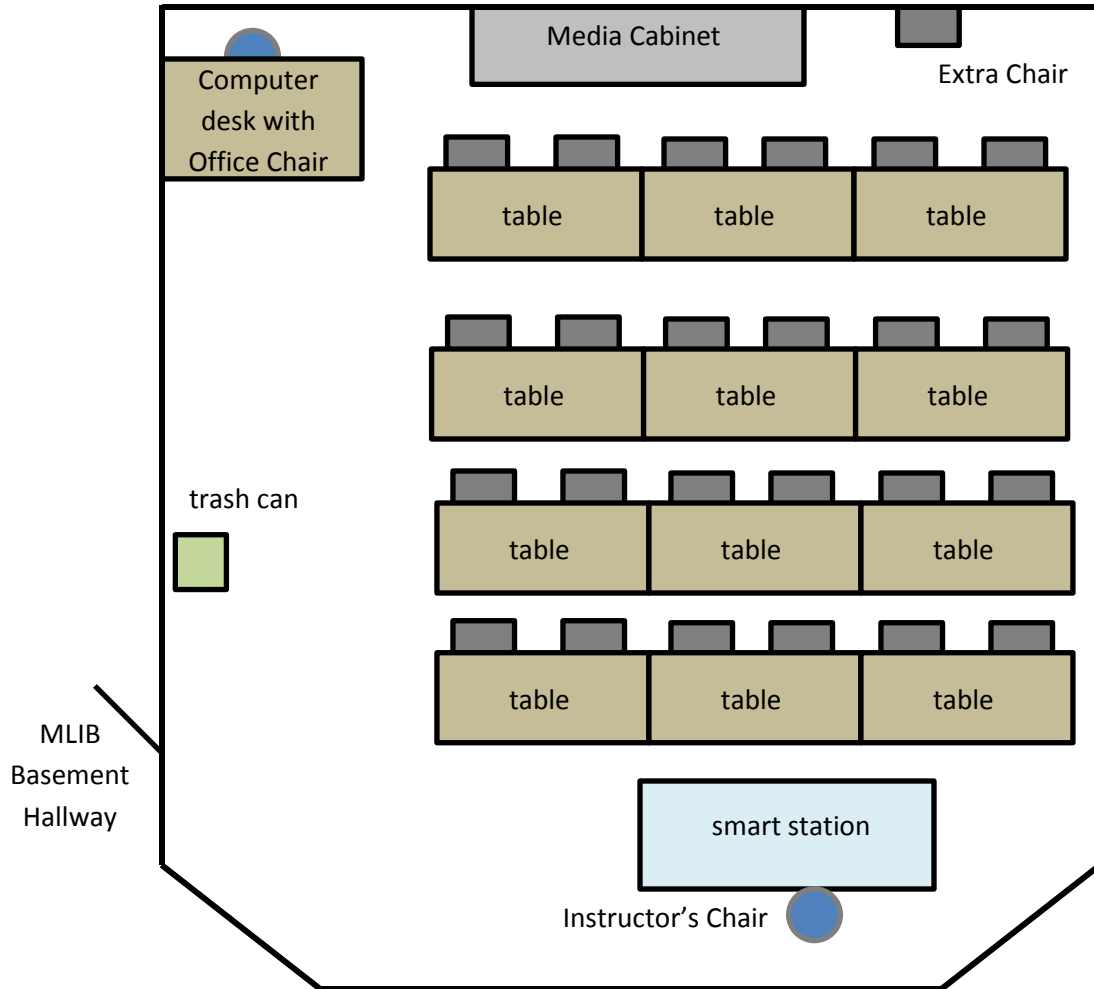 Media Cabinet
Extra Chair
Computer
desk with
Office Chair
table
table
table
table
table
table
trash can
table
table
table
table
table
table
MLIB
Basement
Hallway
smart station
Instructor’s Chair